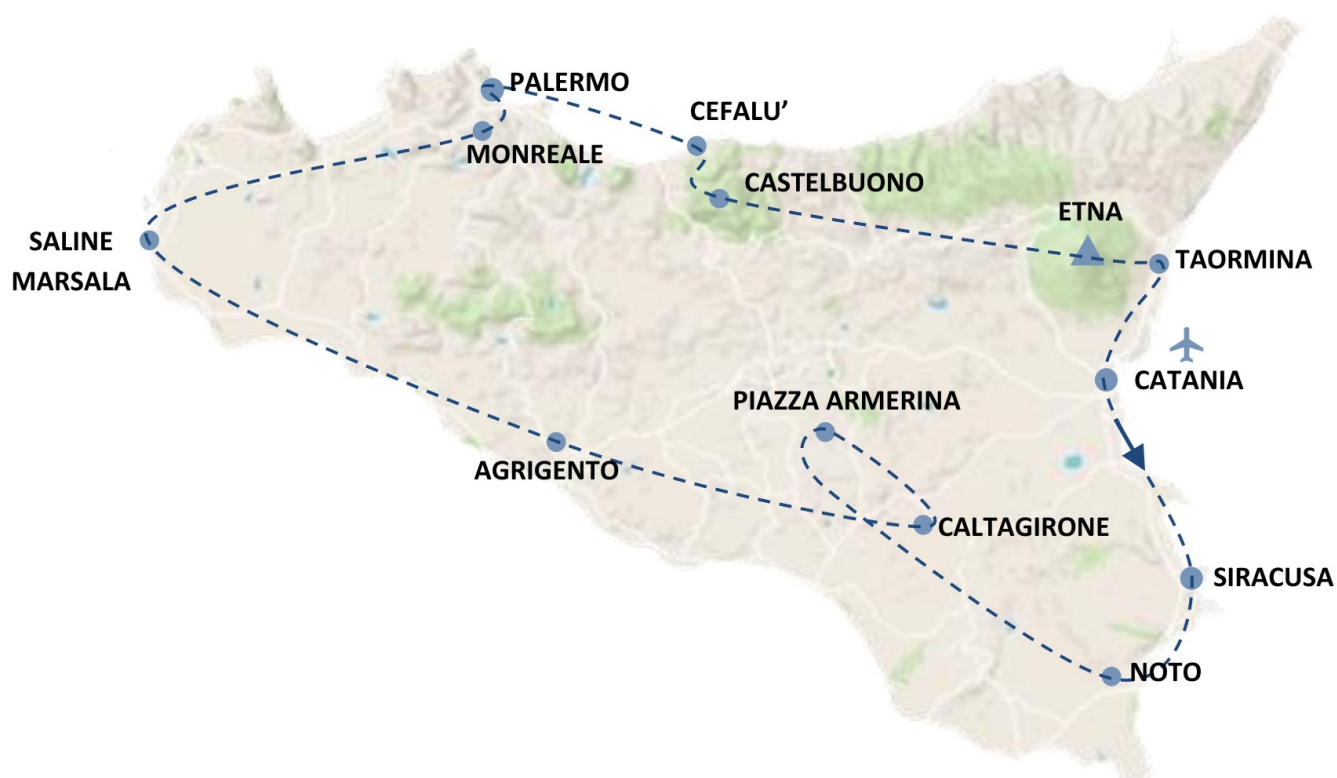 PALERMO
CEFALU’
MONREALE
CASTELBUONO
ETNA
SALINE
MARSALA
TAORMINA
CATANIA
PIAZZA ARMERINA
AGRIGENTO
CALTAGIRONE
SIRACUSA
NOTO